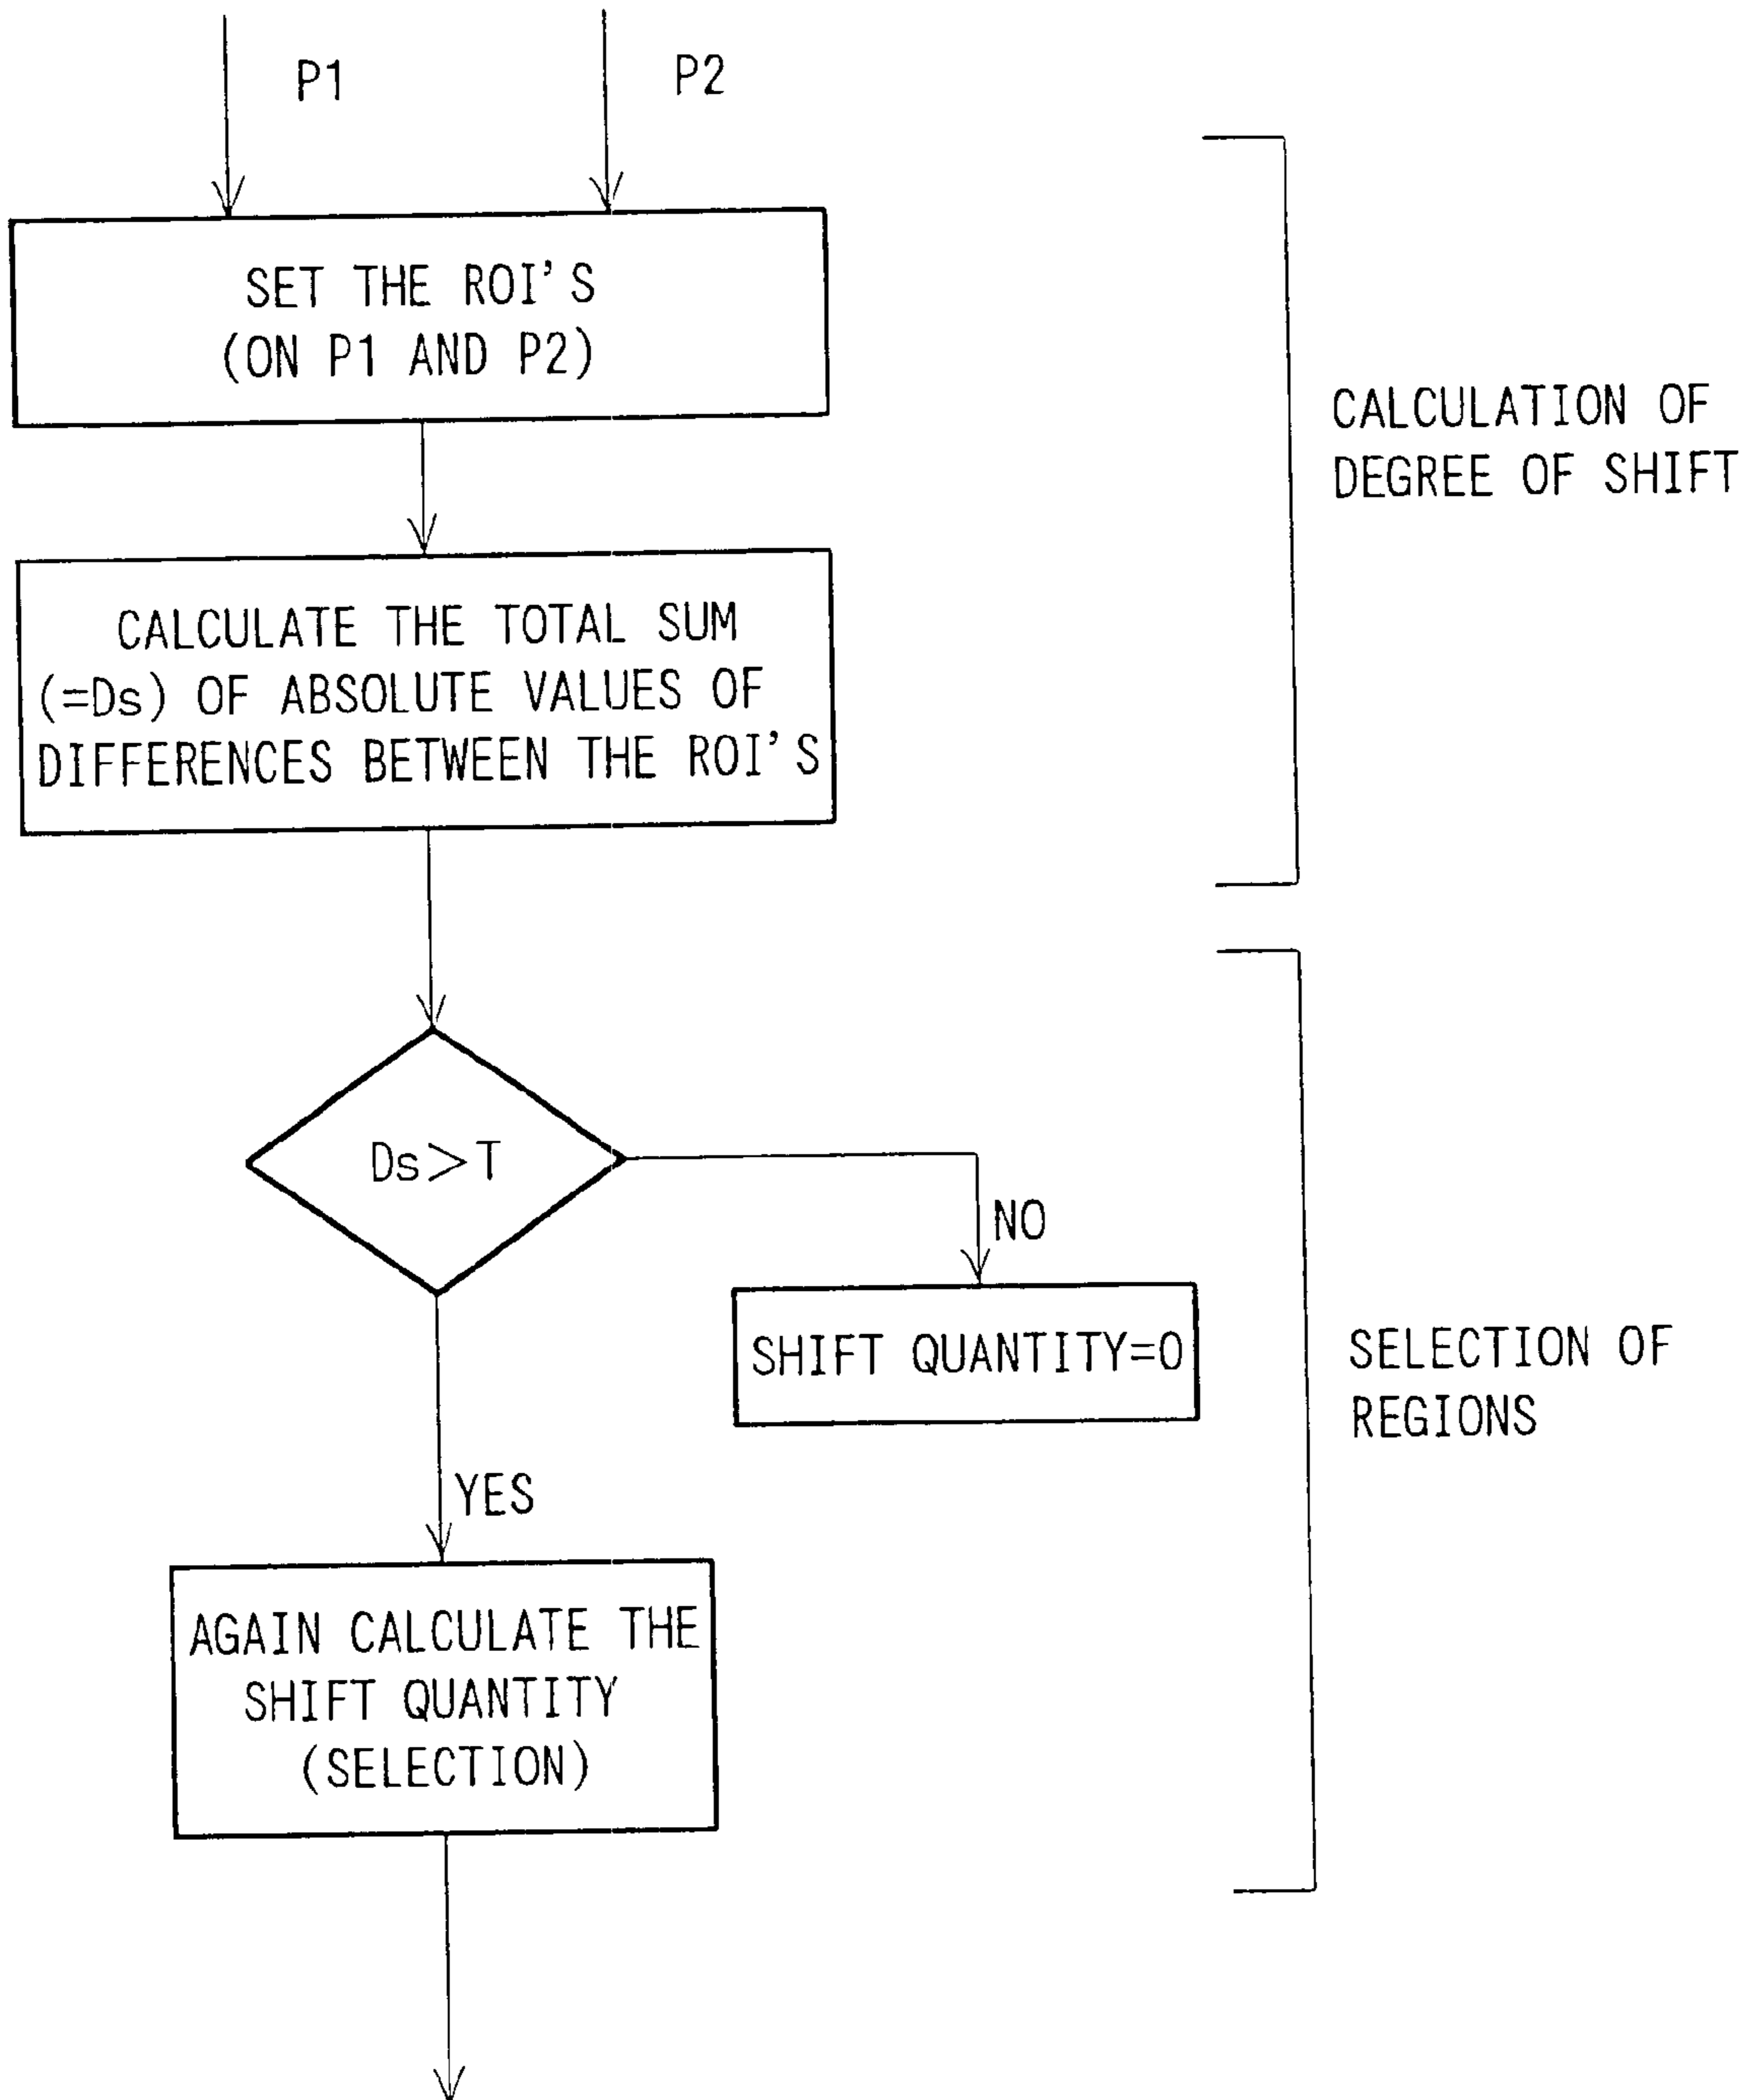 P1
P2
SET THE ROI'S
(ON P1 AND P2)
CALCULATION OF
DEGREE OF SHIFT
CALCULATE THE TOTAL SUM
(=Ds) OF ABSOLUTE VALUES OF
DIFFERENCES BETWEEN THE ROI'S
Ds>T
NO
SHIFT QUANTITY=0
SELECTION OF
REGIONS
YES
AGAIN CALCULATE THE
SHIFT QUANTITY
(SELECTION)